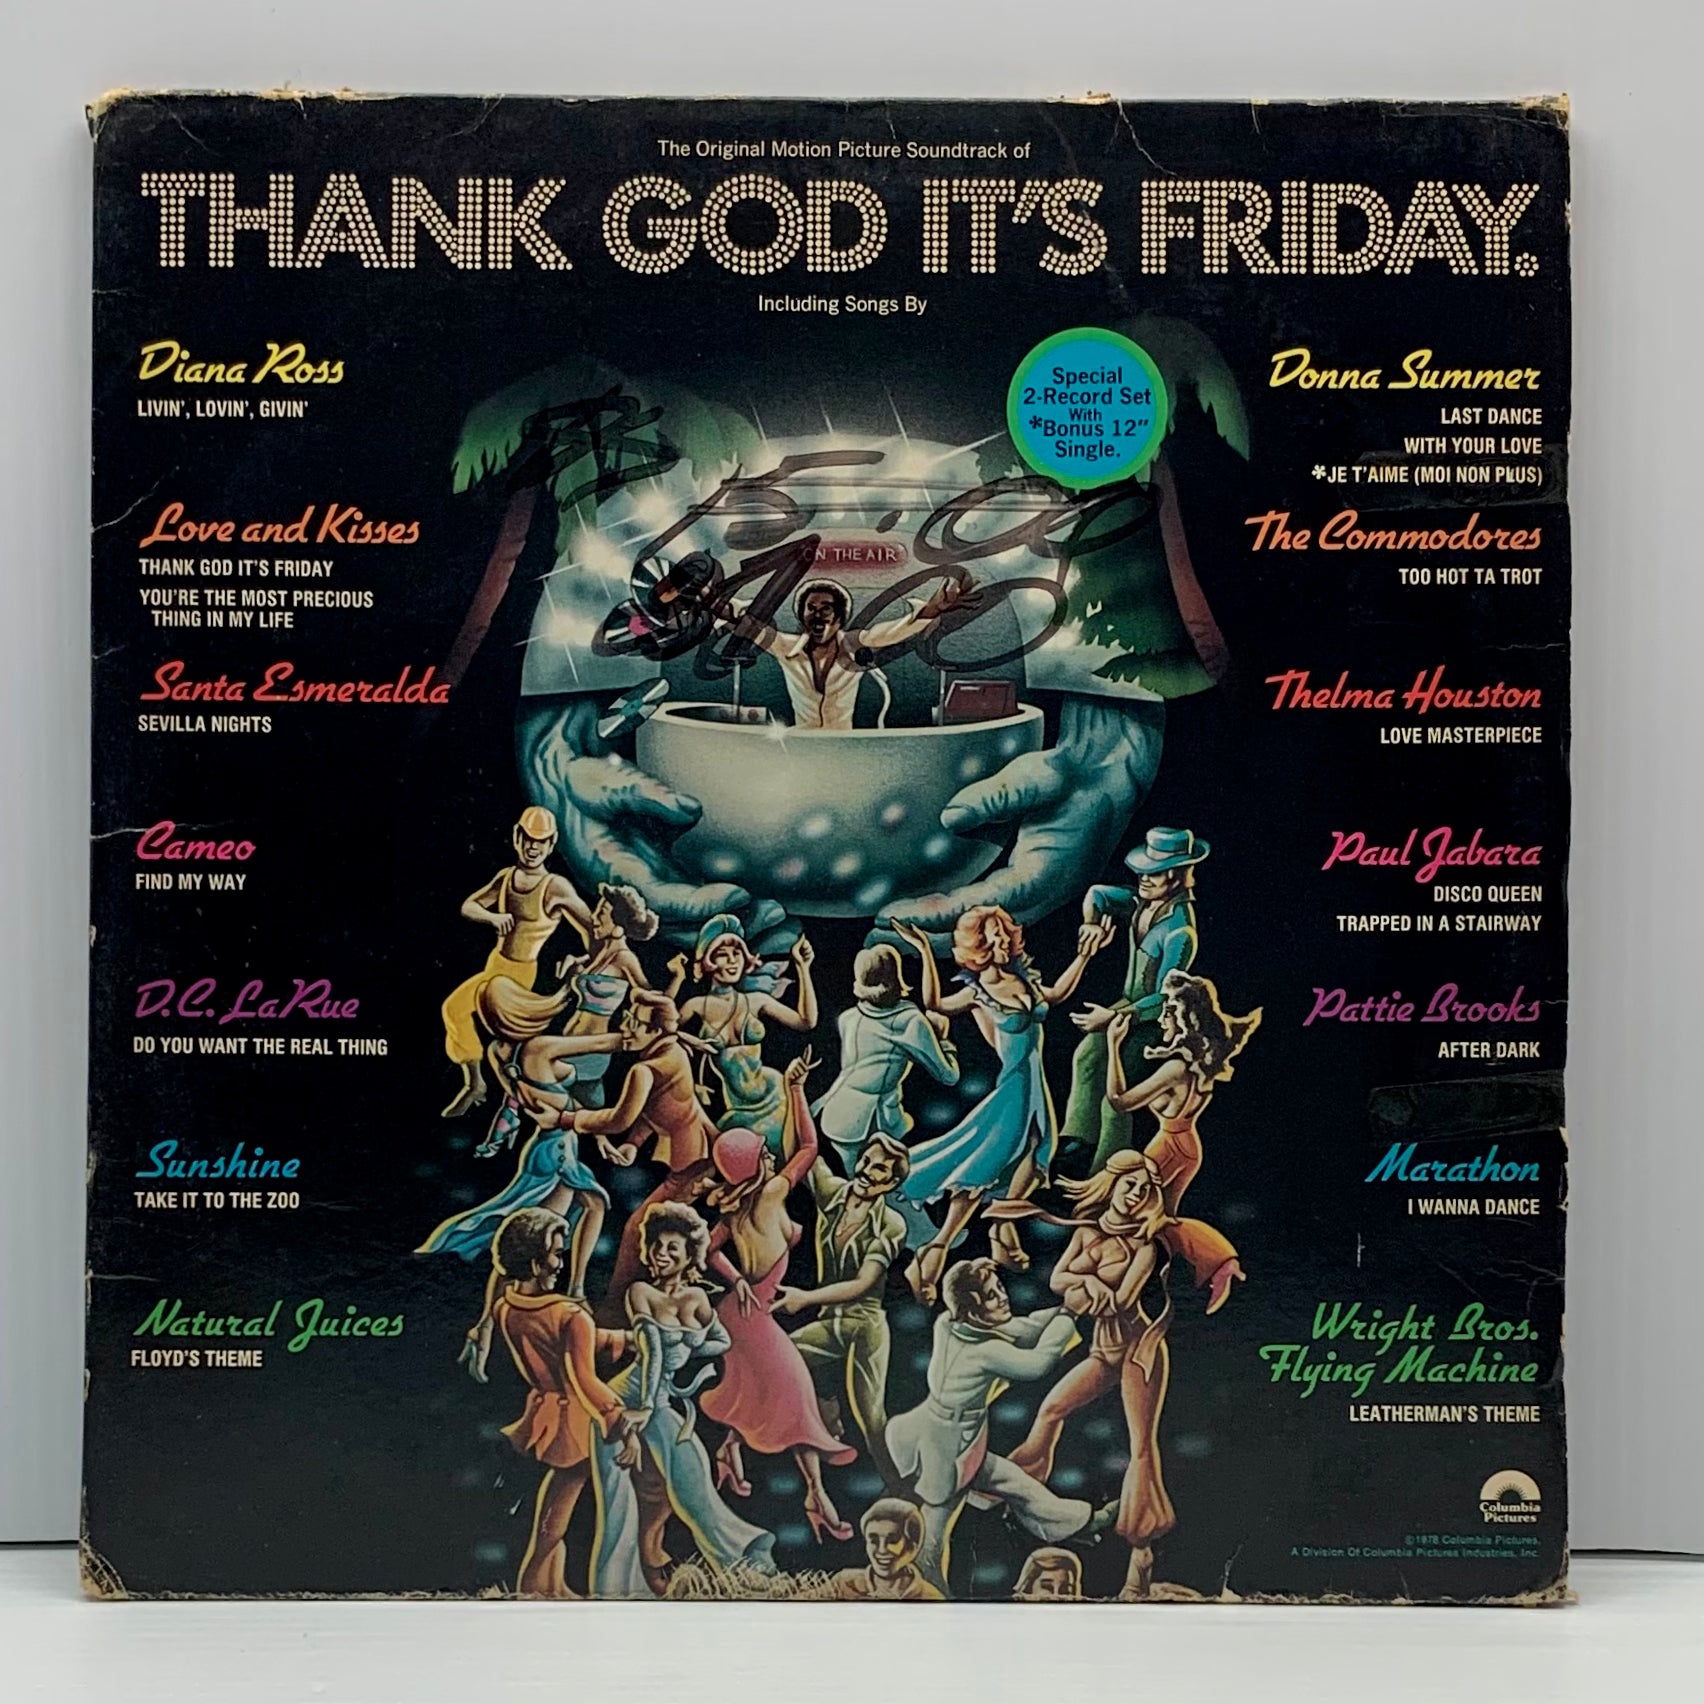 The Original Motion Picture Soundtrack of
THANK GOD IT'S FRIDAY.
Including Songs By
Diana Ross
LIVIN', LOVIN', GIVIN'
Love and Kisses
THANK GOD IT'S FRIDAY
YOU'RE THE MOST PRECIOUS
THING IN MY LIFE
Santa Esmeralda
SEVILLA NIGHTS
Cameo
FIND MY WAY
D.C. LaRue
DO YOU WANT THE REAL THING
Sunshine
TAKE IT TO THE ZOO
Natural Juices
FLOYD'S THEME
Special
2-Record Set
With
*Bonus 12"
Single.
ON THE AIR
Donna Summer
LAST DANCE
WITH YOUR LOVE
*JE T'AIME (MOI NON PLUS)
The Commodores
TOO HOT TA TROT
Thelma Houston
LOVE MASTERPIECE
Paul Jabara
DISCO QUEEN
TRAPPED IN A STAIRWAY
Pattie Brooks
AFTER DARK
Marathon
I WANNA DANCE
Wright Bros.
Flying Machine
LEATHERMAN'S THEME
Columbia
Pictures
©1978 Columbia Pictures,
A Division Of Columbia Pictures Industries, Inc.